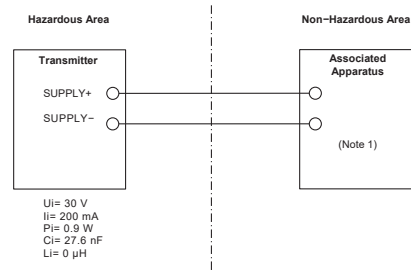 Hazardous Area
Non−Hazardous Area
Transmitter
SUPPLY+
SUPPLY−
Associated
Apparatus
(Note 1)
Ui= 30 V
Ii= 200 mA
Pi= 0.9 W
Ci= 27.6 nF
Li= 0 µH